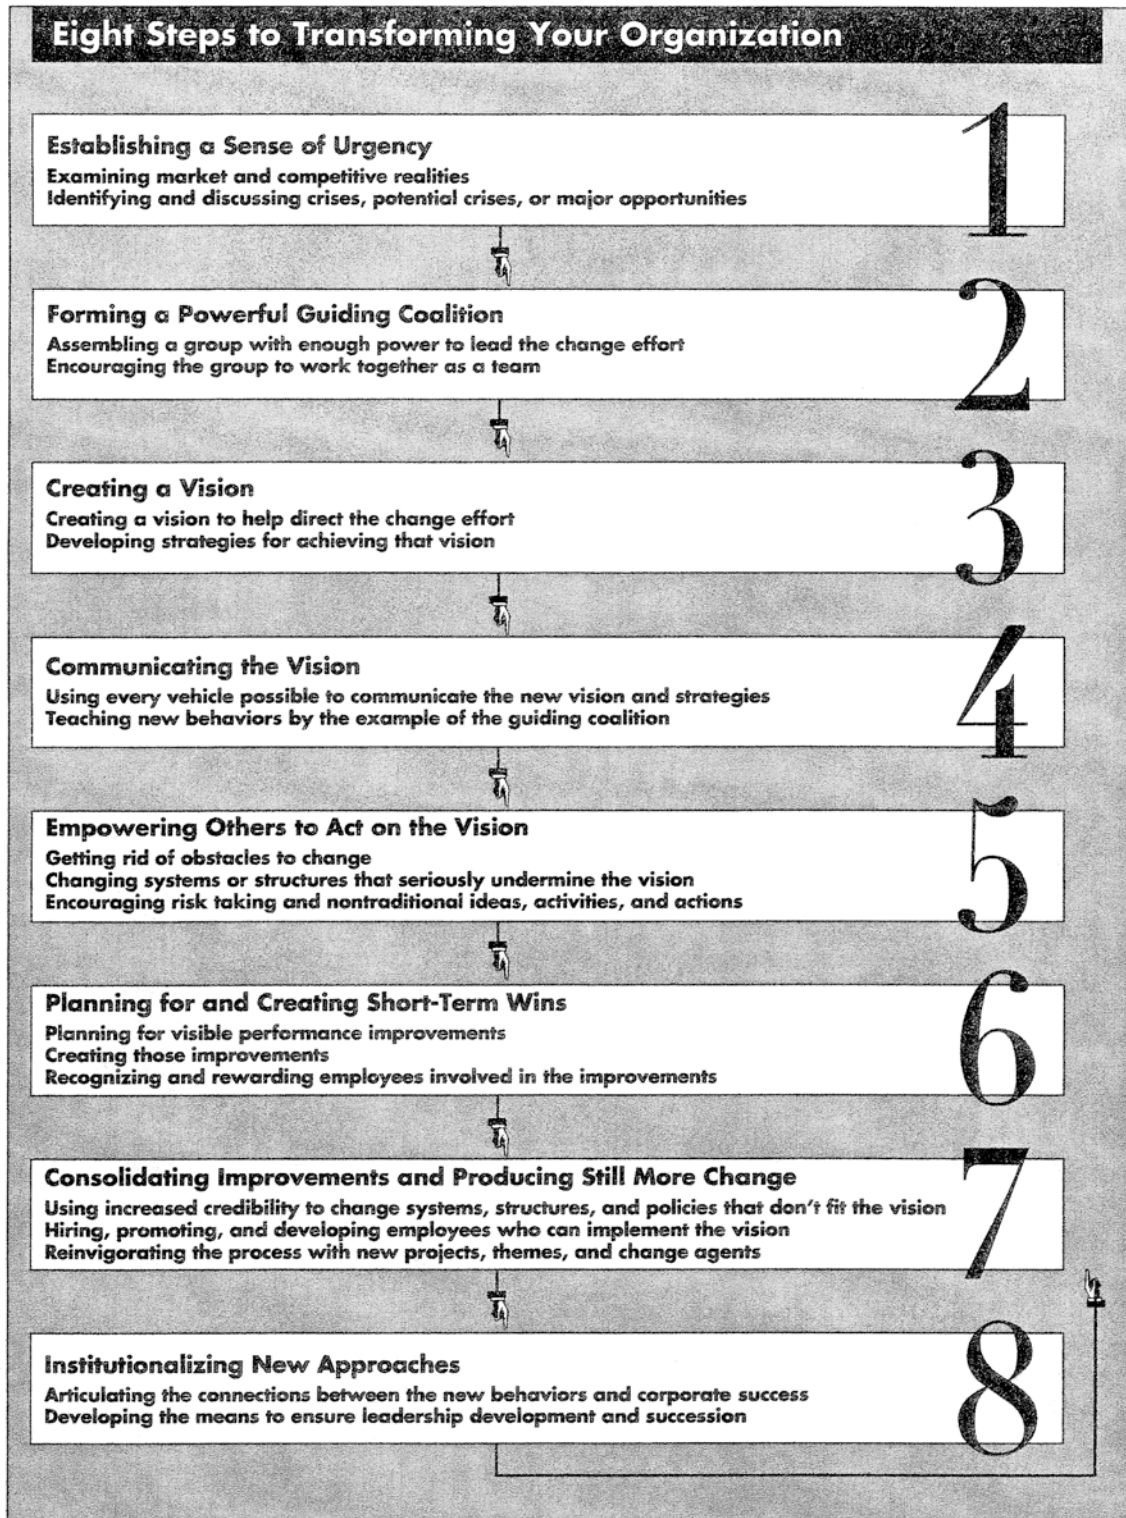 Eight Steps to Transforming Your Organization
1
Establishing a Sense of Urgency
Examining market and competitive realities
Identifying and discussing crises, potential crises, or major opportunities
2
Forming a Powerful Guiding Coalition
Assembling a group with enough power to lead the change effort
Encouraging the group to work together as a team
3
Creating a Vision
Creating a vision to help direct the change effort
Developing strategies for achieving that vision
4
Communicating the Vision
Using every vehicle possible to communicate the new vision and strategies
Teaching new behaviors by the example of the guiding coalition
5
Empowering Others to Act on the Vision
Getting rid of obstacles to change
Changing systems or structures that seriously undermine the vision
Encouraging risk taking and nontraditional ideas, activities, and actions
6
Planning for and Creating Short-Term Wins
Planning for visible performance improvements
Creating those improvements
Recognizing and rewarding employees involved in the improvements
7
Consolidating Improvements and Producing Still More Change
Using increased credibility to change systems, structures, and policies that don't fit the vision
Hiring, promoting, and developing employees who can implement the vision
Reinvigorating the process with new projects, themes, and change agents
8
Institutionalizing New Approaches
Articulating the connections between the new behaviors and corporate success
Developing the means to ensure leadership development and succession